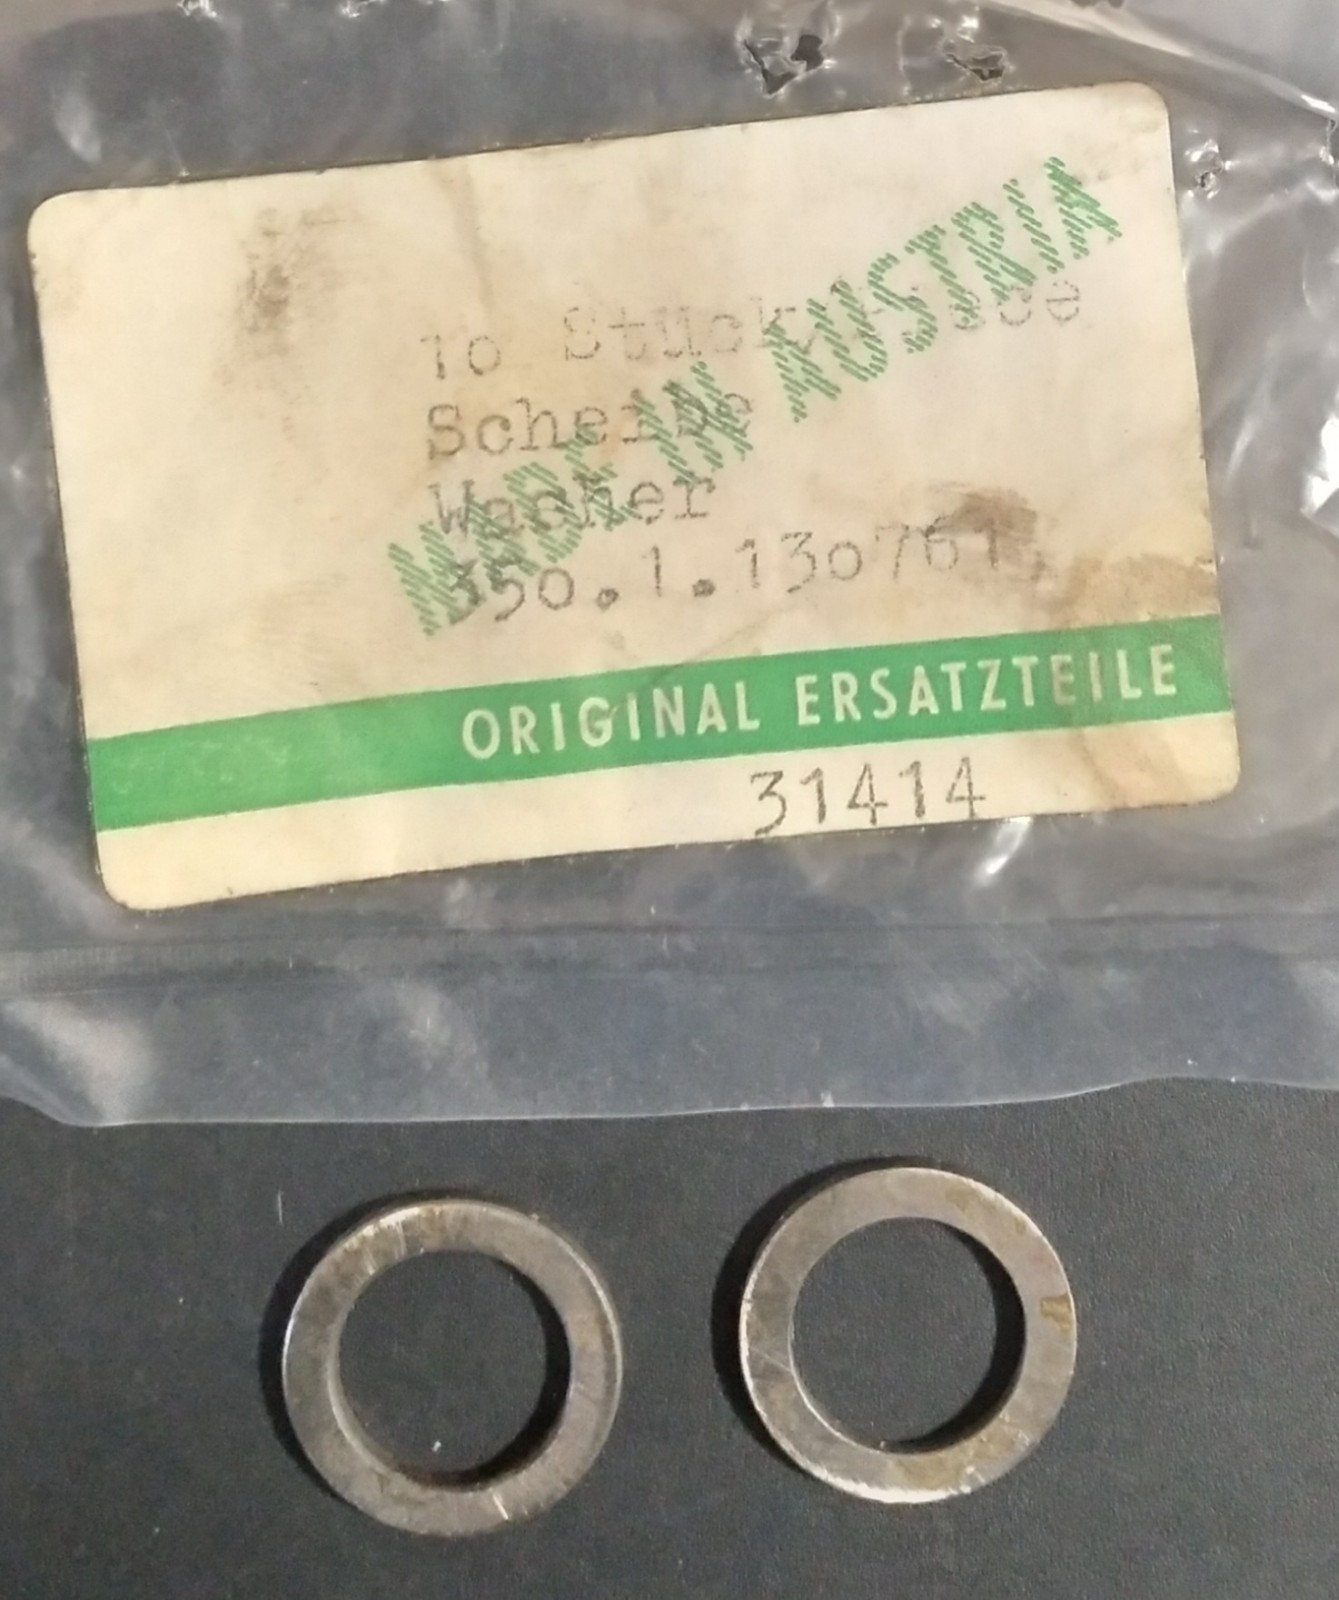 10 Stück
Scheibe
Washer
350.1.130761
MADE IN AUSTRIA
ORIGINAL ERSATZTEILE
31414